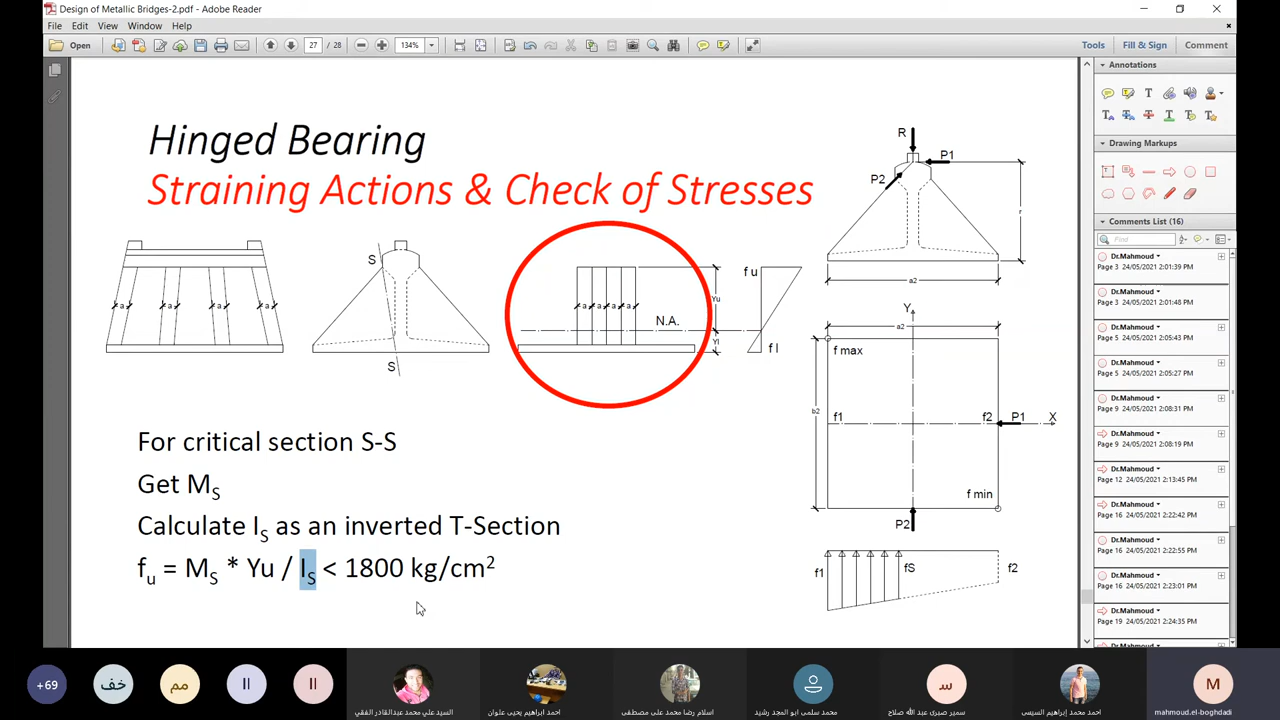 Design of Metallic Bridges-2.pdf - Adobe Reader
File Edit View Window Help
Open 27 / 28 134% Tools Fill & Sign Comment
Hinged Bearing
Straining Actions & Check of Stresses
S
S
a a a a
a a a a
N.A.
Yu
Yl
f u
f l
R
P1
P2
r
a2
Y
a2
f max
b2
f1
f2
P1
X
f min
P2
f1
fS
f2
For critical section S-S
Get MS
Calculate IS as an inverted T-Section
fu = MS * Yu / IS < 1800 kg/cm2
Annotations
Drawing Markups
Comments List (16)
Find
Dr.Mahmoud
Page 3 24/05/2021 2:01:39 PM
Dr.Mahmoud
Page 3 24/05/2021 2:01:48 PM
Dr.Mahmoud
Page 5 24/05/2021 2:05:43 PM
Dr.Mahmoud
Page 5 24/05/2021 2:05:27 PM
Dr.Mahmoud
Page 9 24/05/2021 2:08:31 PM
Dr.Mahmoud
Page 9 24/05/2021 2:08:19 PM
Dr.Mahmoud
Page 12 24/05/2021 2:13:45 PM
Dr.Mahmoud
Page 16 24/05/2021 2:22:42 PM
Dr.Mahmoud
Page 16 24/05/2021 2:22:55 PM
Dr.Mahmoud
Page 16 24/05/2021 2:23:01 PM
Dr.Mahmoud
Page 19 24/05/2021 2:24:35 PM
Dr.Mahmoud
+69
خف
مم
اا
اا
س
M
السيد علي محمد عبدالقادر الفقي
احمد ابراهيم يحيى علوان
اسلام رضا محمد على مصطفى
محمد سلمى ابو المجد رشيد
سمير صبرى عبد الله صلاح
احمد محمد إبراهيم السيسى
mahmoud.el-boghdadi